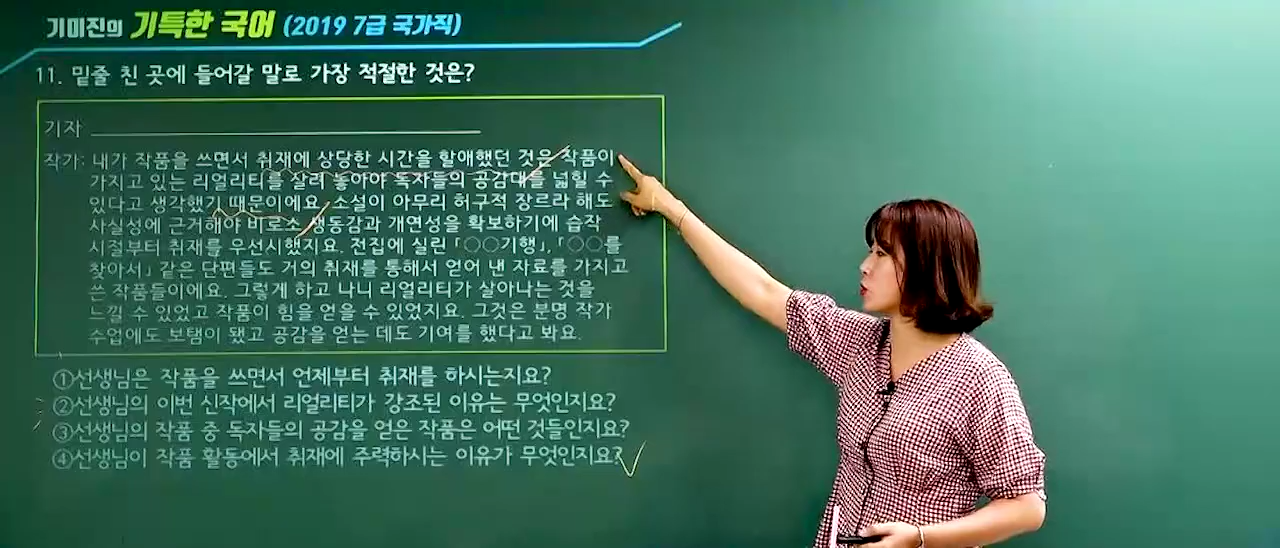 기미진의 기특한 국어 (2019 7급 국가직)
11. 밑줄 친 곳에 들어갈 말로 가장 적절한 것은?
기자
작가: 내가 작품을 쓰면서 취재에 상당한 시간을 할애했던 것은 작품이
가지고 있는 리얼리티를 살려 놓아야 독자들의 공감대를 넓힐 수
있다고 생각했기 때문이에요. 소설이 아무리 허구적 장르라 해도
사실성에 근거해야 비로소 생동감과 개연성을 확보하기에 습작
시절부터 취재를 우선시했지요. 전집에 실린 「○○기행」, 「○○를
찾아서」 같은 단편들도 거의 취재를 통해서 얻어 낸 자료를 가지고
쓴 작품들이에요. 그렇게 하고 나니 리얼리티가 살아나는 것을
느낄 수 있었고 작품이 힘을 얻을 수 있었지요. 그것은 분명 작가
수업에도 보탬이 됐고 공감을 얻는 데도 기여를 했다고 봐요.
①선생님은 작품을 쓰면서 언제부터 취재를 하시는지요?
②선생님의 이번 신작에서 리얼리티가 강조된 이유는 무엇인지요?
③선생님의 작품 중 독자들의 공감을 얻은 작품은 어떤 것들인지요?
④선생님이 작품 활동에서 취재에 주력하시는 이유가 무엇인지요?